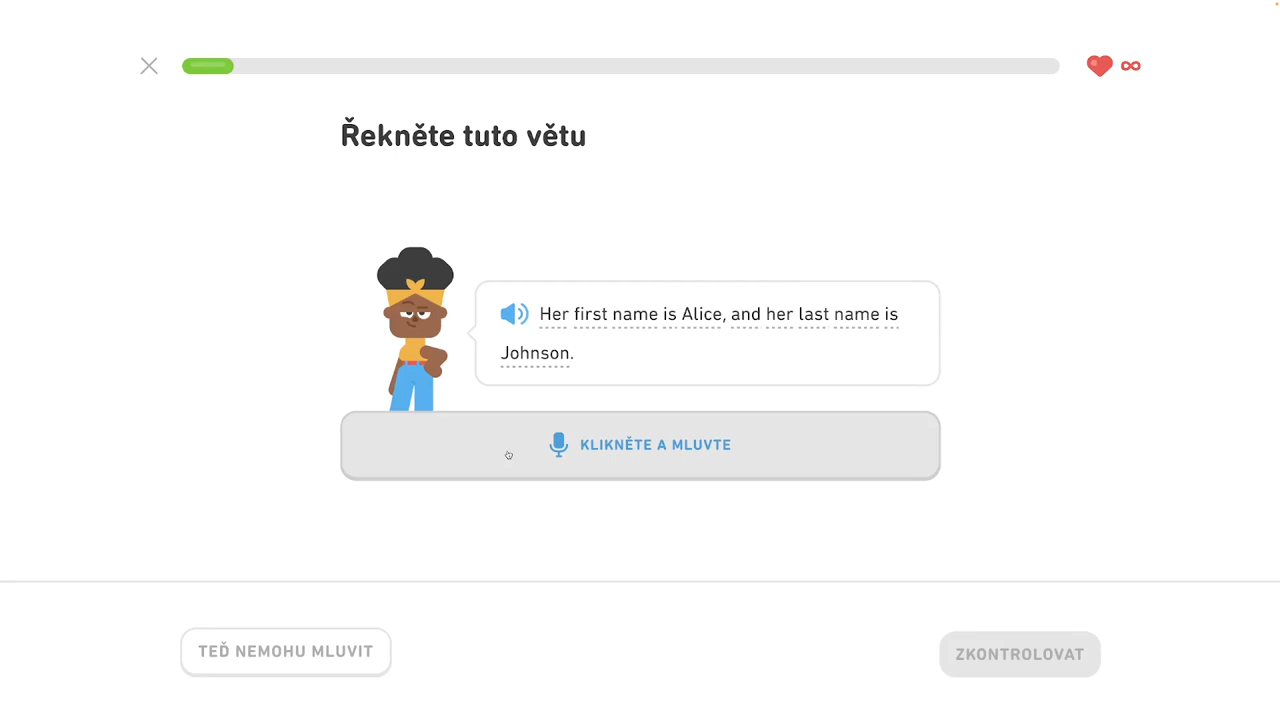 Řekněte tuto větu
Her first name is Alice, and her last name is
Johnson.
KLIKNĚTE A MLUVTE
TEĎ NEMOHU MLUVIT
ZKONTROLOVAT